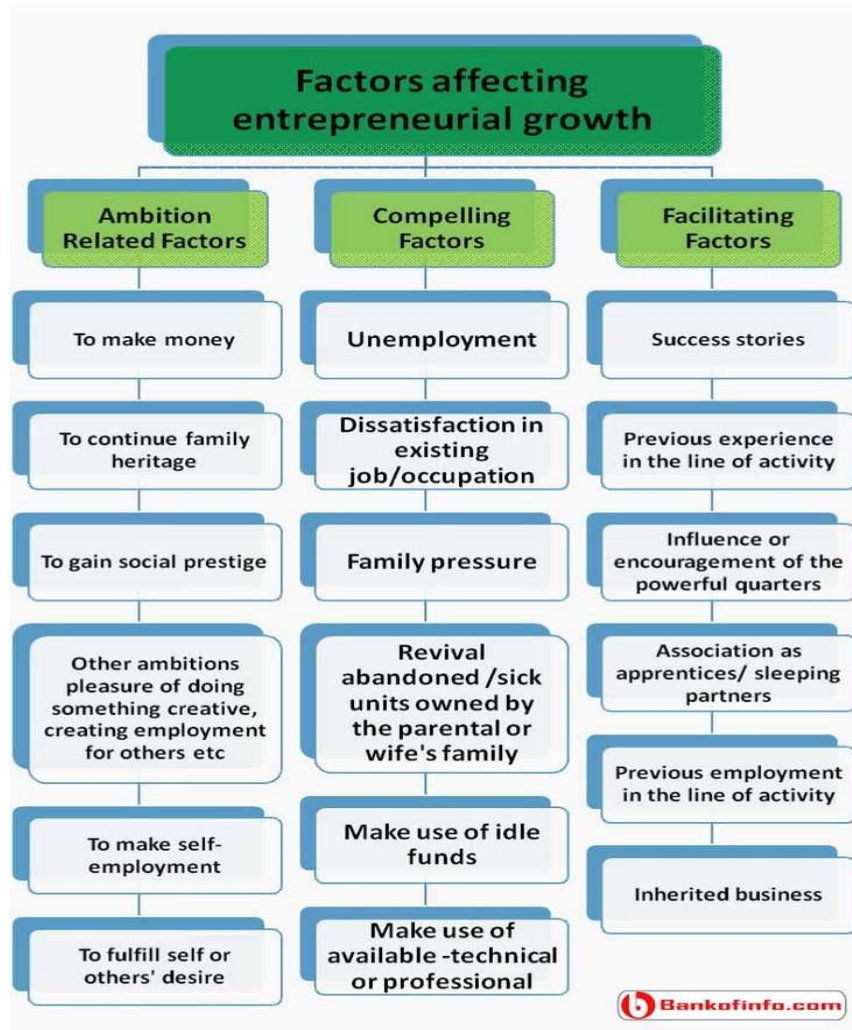 Factors affecting
entrepreneurial growth
Ambition
Related Factors
To make money
To continue family
heritage
To gain social prestige
Other ambitions
pleasure of doing
something creative,
creating employment
for others etc
To make self-
employment
To fulfill self or
others' desire
Compelling
Factors
Unemployment
Dissatisfaction in
existing
job/occupation
Family pressure
Revival
abandoned /sick
units owned by
the parental or
wife's family
Make use of idle
funds
Make use of
available -technical
or professional
Facilitating
Factors
Success stories
Previous experience
in the line of activity
Influence or
encouragement of the
powerful quarters
Association as
apprentices/ sleeping
partners
Previous employment
in the line of activity
Inherited business
Bankofinfo.com